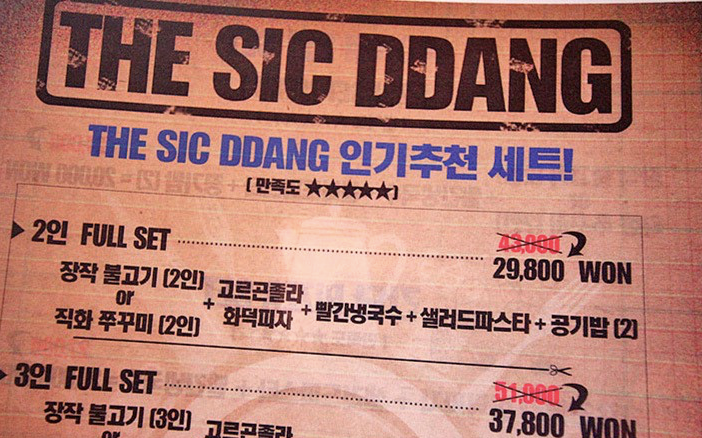 THE SIC DDANG
THE SIC DDANG 인기추천 세트!
[ 만족도 ★★★★★ ]
▶ 2인 FULL SET 43,000
29,800 WON
장작 불고기 (2인)
or
직화 쭈꾸미 (2인)
+ 고르곤졸라
화덕피자
+ 빨간냉국수 + 샐러드파스타 + 공기밥 (2)
▶ 3인 FULL SET 51,000
37,800 WON
장작 불고기 (3인)
or
고르곤졸라